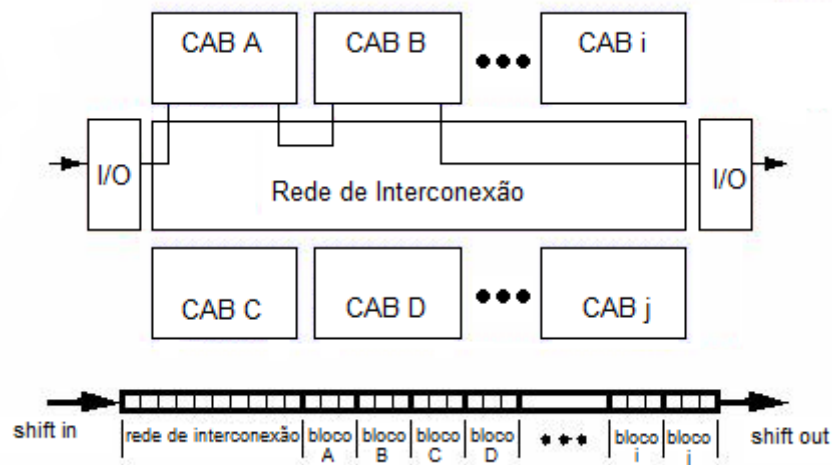 CAB A
CAB B
CAB i
I/O
Rede de Interconexão
I/O
CAB C
CAB D
CAB j
shift in
rede de interconexão
bloco
A
bloco
B
bloco
C
bloco
D
bloco
i
bloco
j
shift out